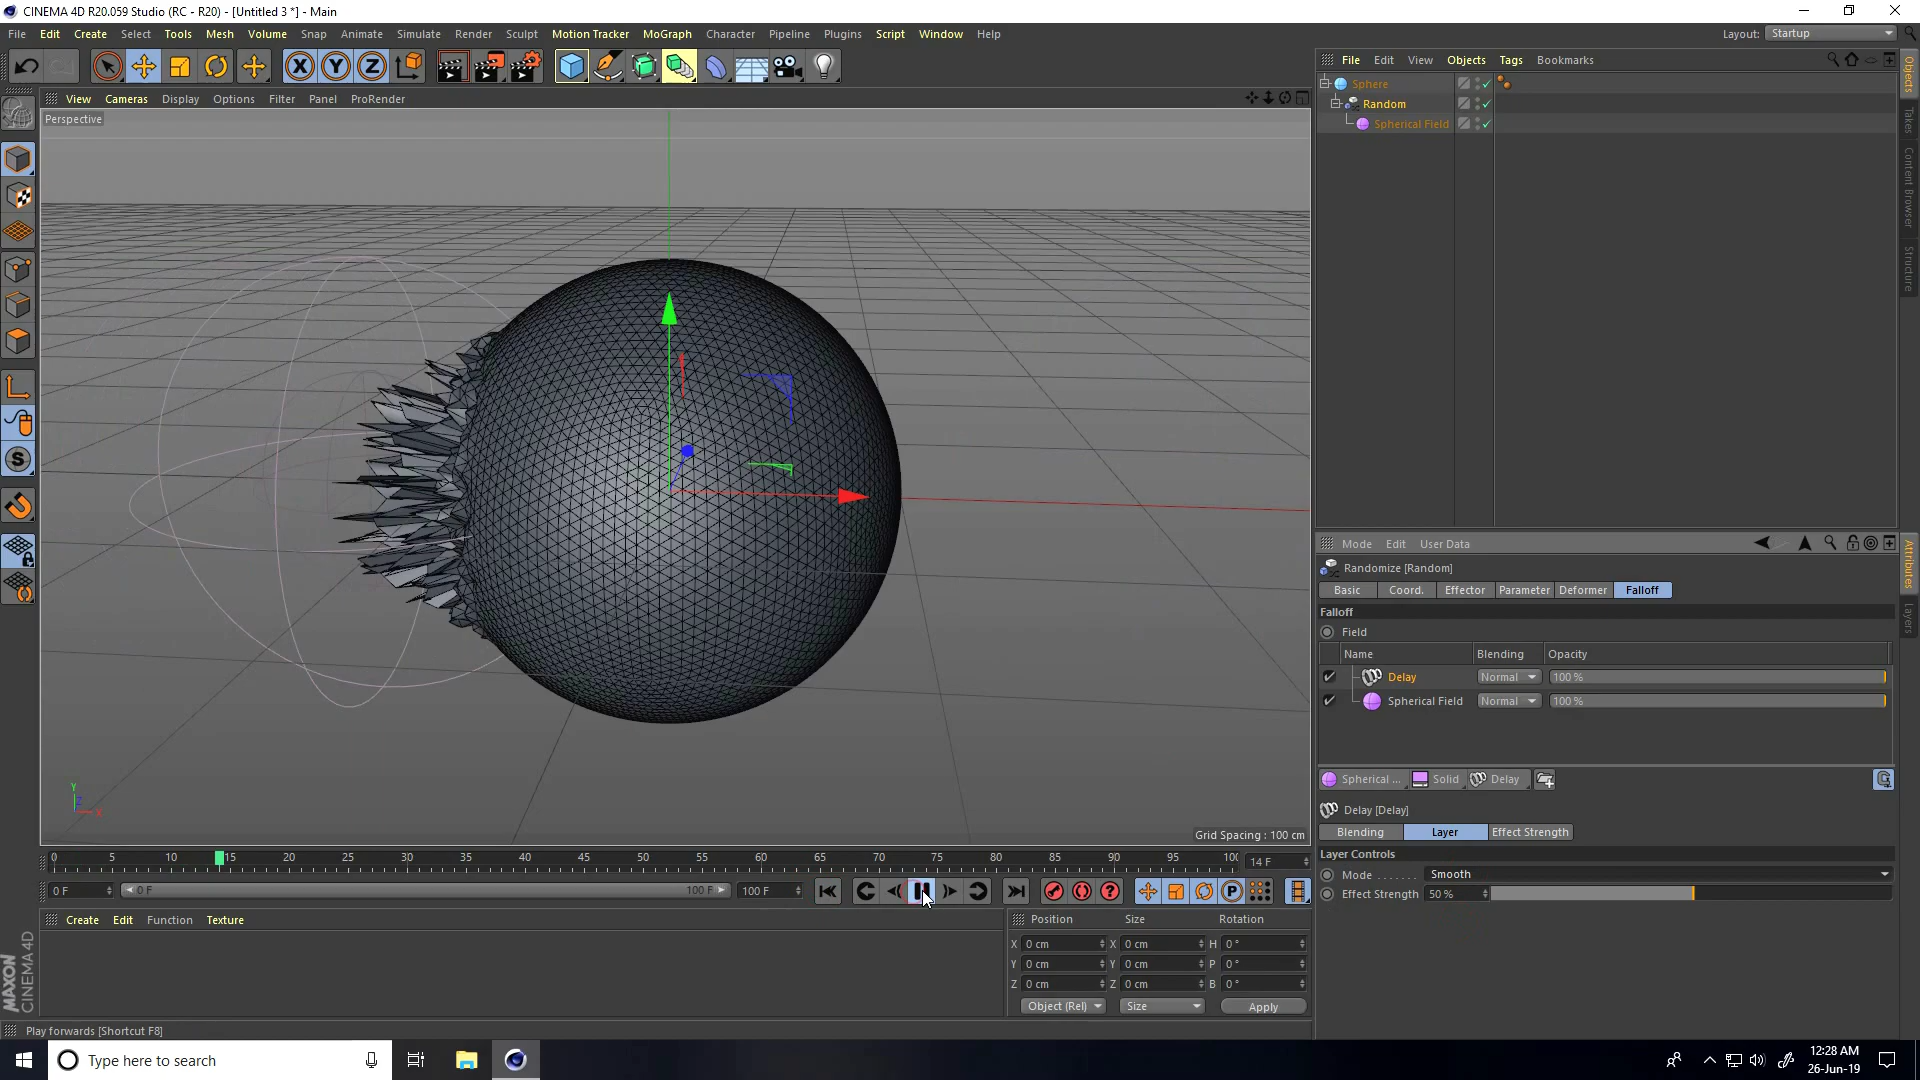 CINEMA 4D R20.059 Studio (RC - R20) - [Untitled 3 *] - Main
File Edit Create Select Tools Mesh Volume Snap Animate Simulate Render Sculpt Motion Tracker MoGraph Character Pipeline Plugins Script Window Help
Layout: Startup
View Cameras Display Options Filter Panel ProRender
Perspective
Grid Spacing : 100 cm
File Edit View Objects Tags Bookmarks
Sphere
Random
Spherical Field
Objects
Takes
Content Browser
Structure
Mode Edit User Data
Randomize [Random]
Basic Coord. Effector Parameter Deformer Falloff
Falloff
Field
Name Blending Opacity
Delay Normal 100 %
Spherical Field Normal 100 %
Spherical ... Solid Delay
Delay [Delay]
Blending Layer Effect Strength
Layer Controls
Mode . . . . . . . Smooth
Effect Strength 50 %
Attributes
Layers
0 5 10 15 20 25 30 35 40 45 50 55 60 65 70 75 80 85 90 95 10
14 F
0 F 0 F 100 F 100 F
Create Edit Function Texture
Position Size Rotation
X 0 cm X 0 cm H 0 °
Y 0 cm Y 0 cm P 0 °
Z 0 cm Z 0 cm B 0 °
Object (Rel) Size Apply
MAXON
CINEMA 4D
Play forwards [Shortcut F8]
Type here to search
12:28 AM
26-Jun-19
X Y Z
S
P
Y
Z
X